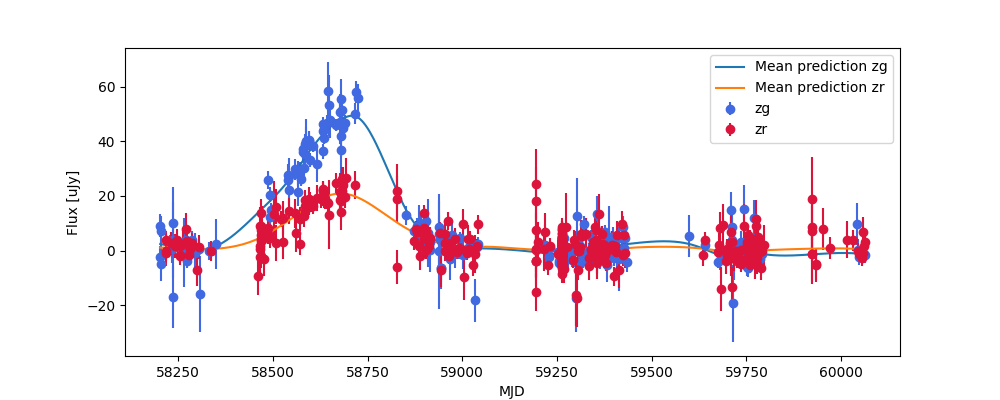 Mean prediction zg
Mean prediction zr
zg
zr
Flux [uJy]
60
40
20
0
−20
58250 58500 58750 59000 59250 59500 59750 60000
MJD